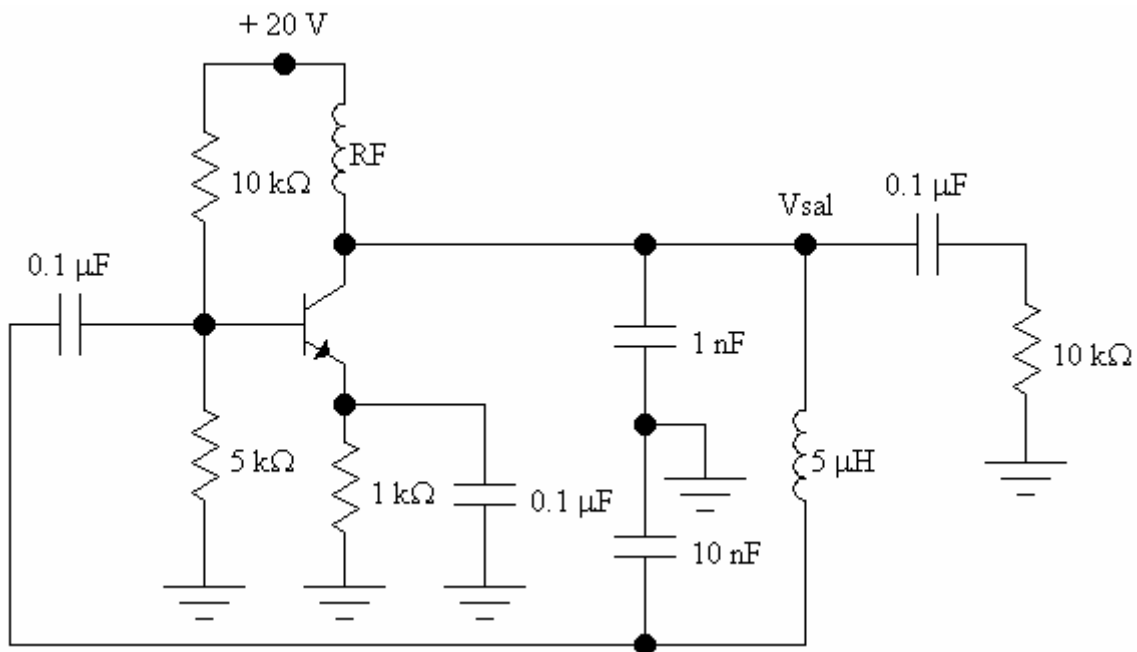 + 20 V
RF
10 kΩ
0.1 µF
Vsal
0.1 µF
1 nF
10 kΩ
5 kΩ
1 kΩ
0.1 µF
5 µH
10 nF